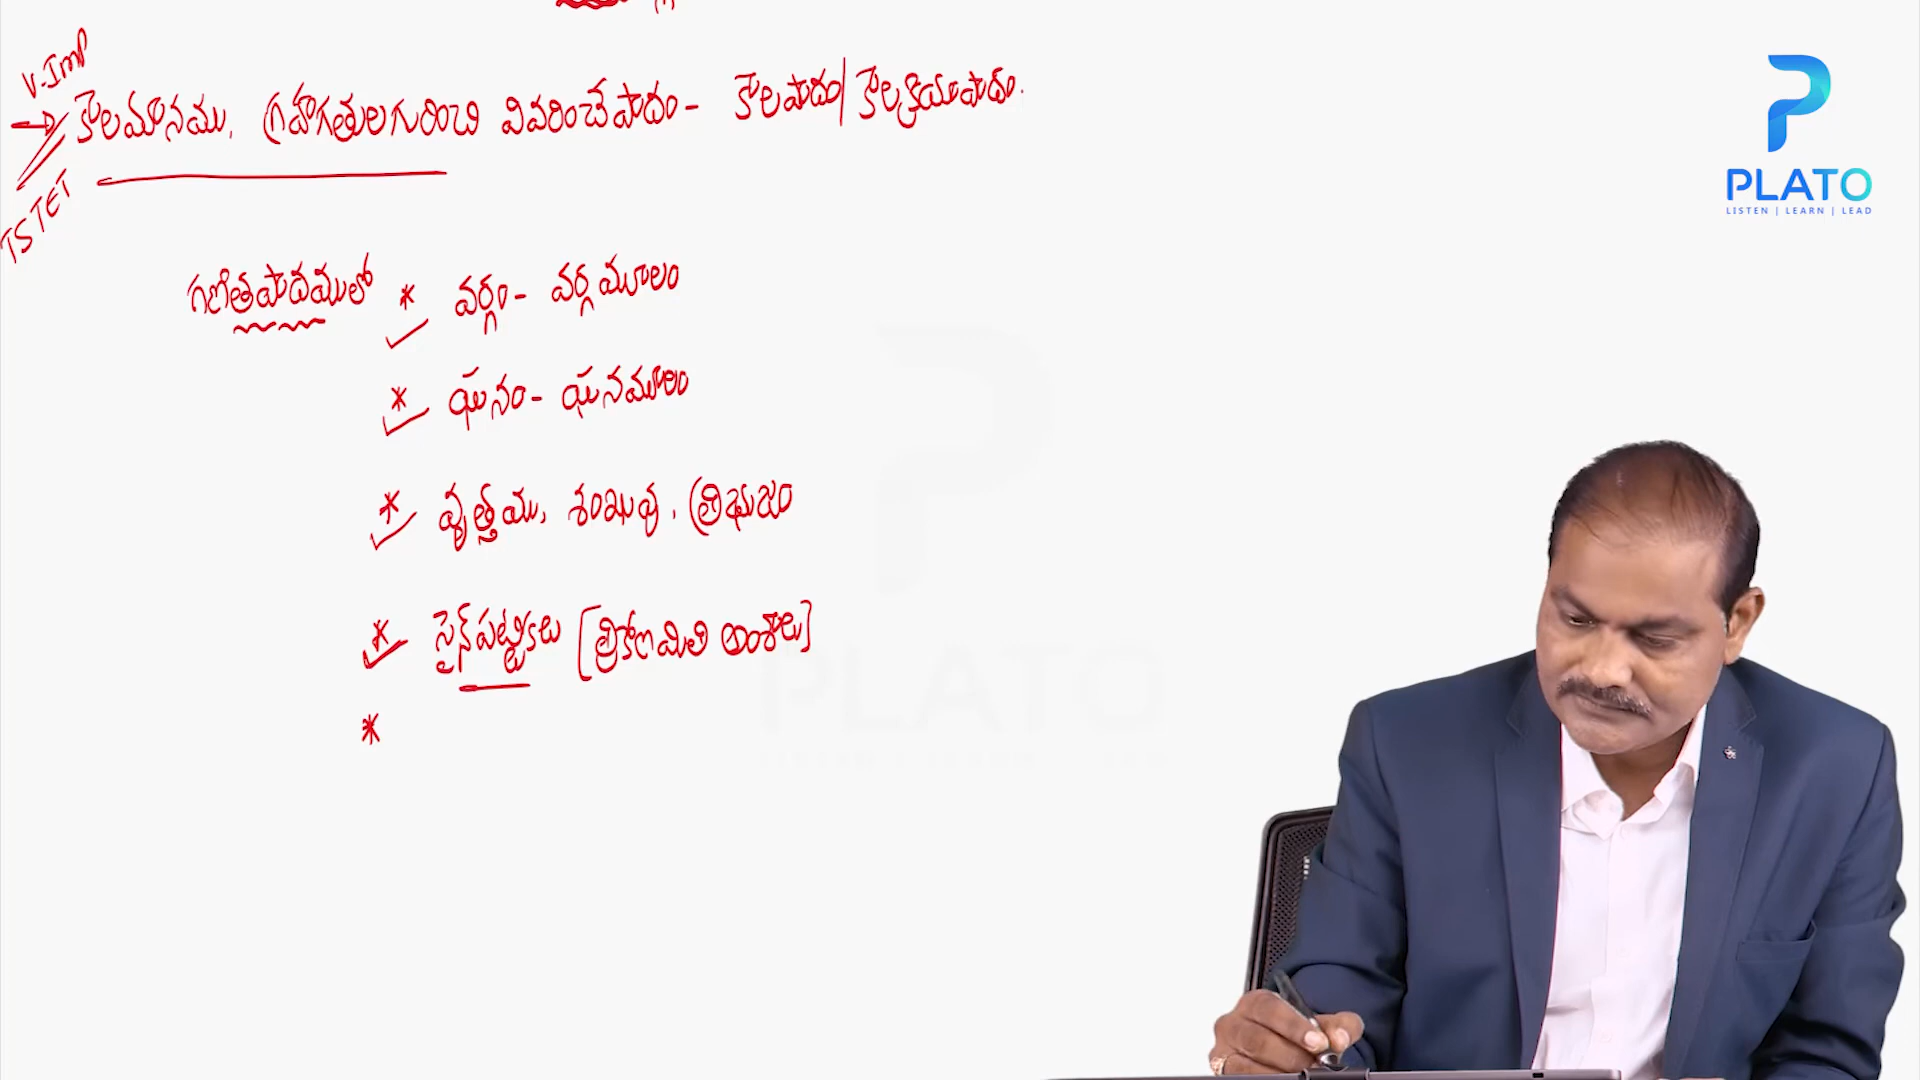 V-Imp
కాలమానము, గ్రహగతులగురించి వివరించేపాదం - కాలపాదం/కాలక్రియపాదం.
TSTET
గణితపాదములో * వర్గం - వర్గమూలం
* ఘనం - ఘనమూలం
* వృత్తము, శంఖువు, త్రిభుజం
* సైన్ పట్టికలు [త్రికోణమితి అంశాలు]
*
PLATO
LISTEN | LEARN | LEAD